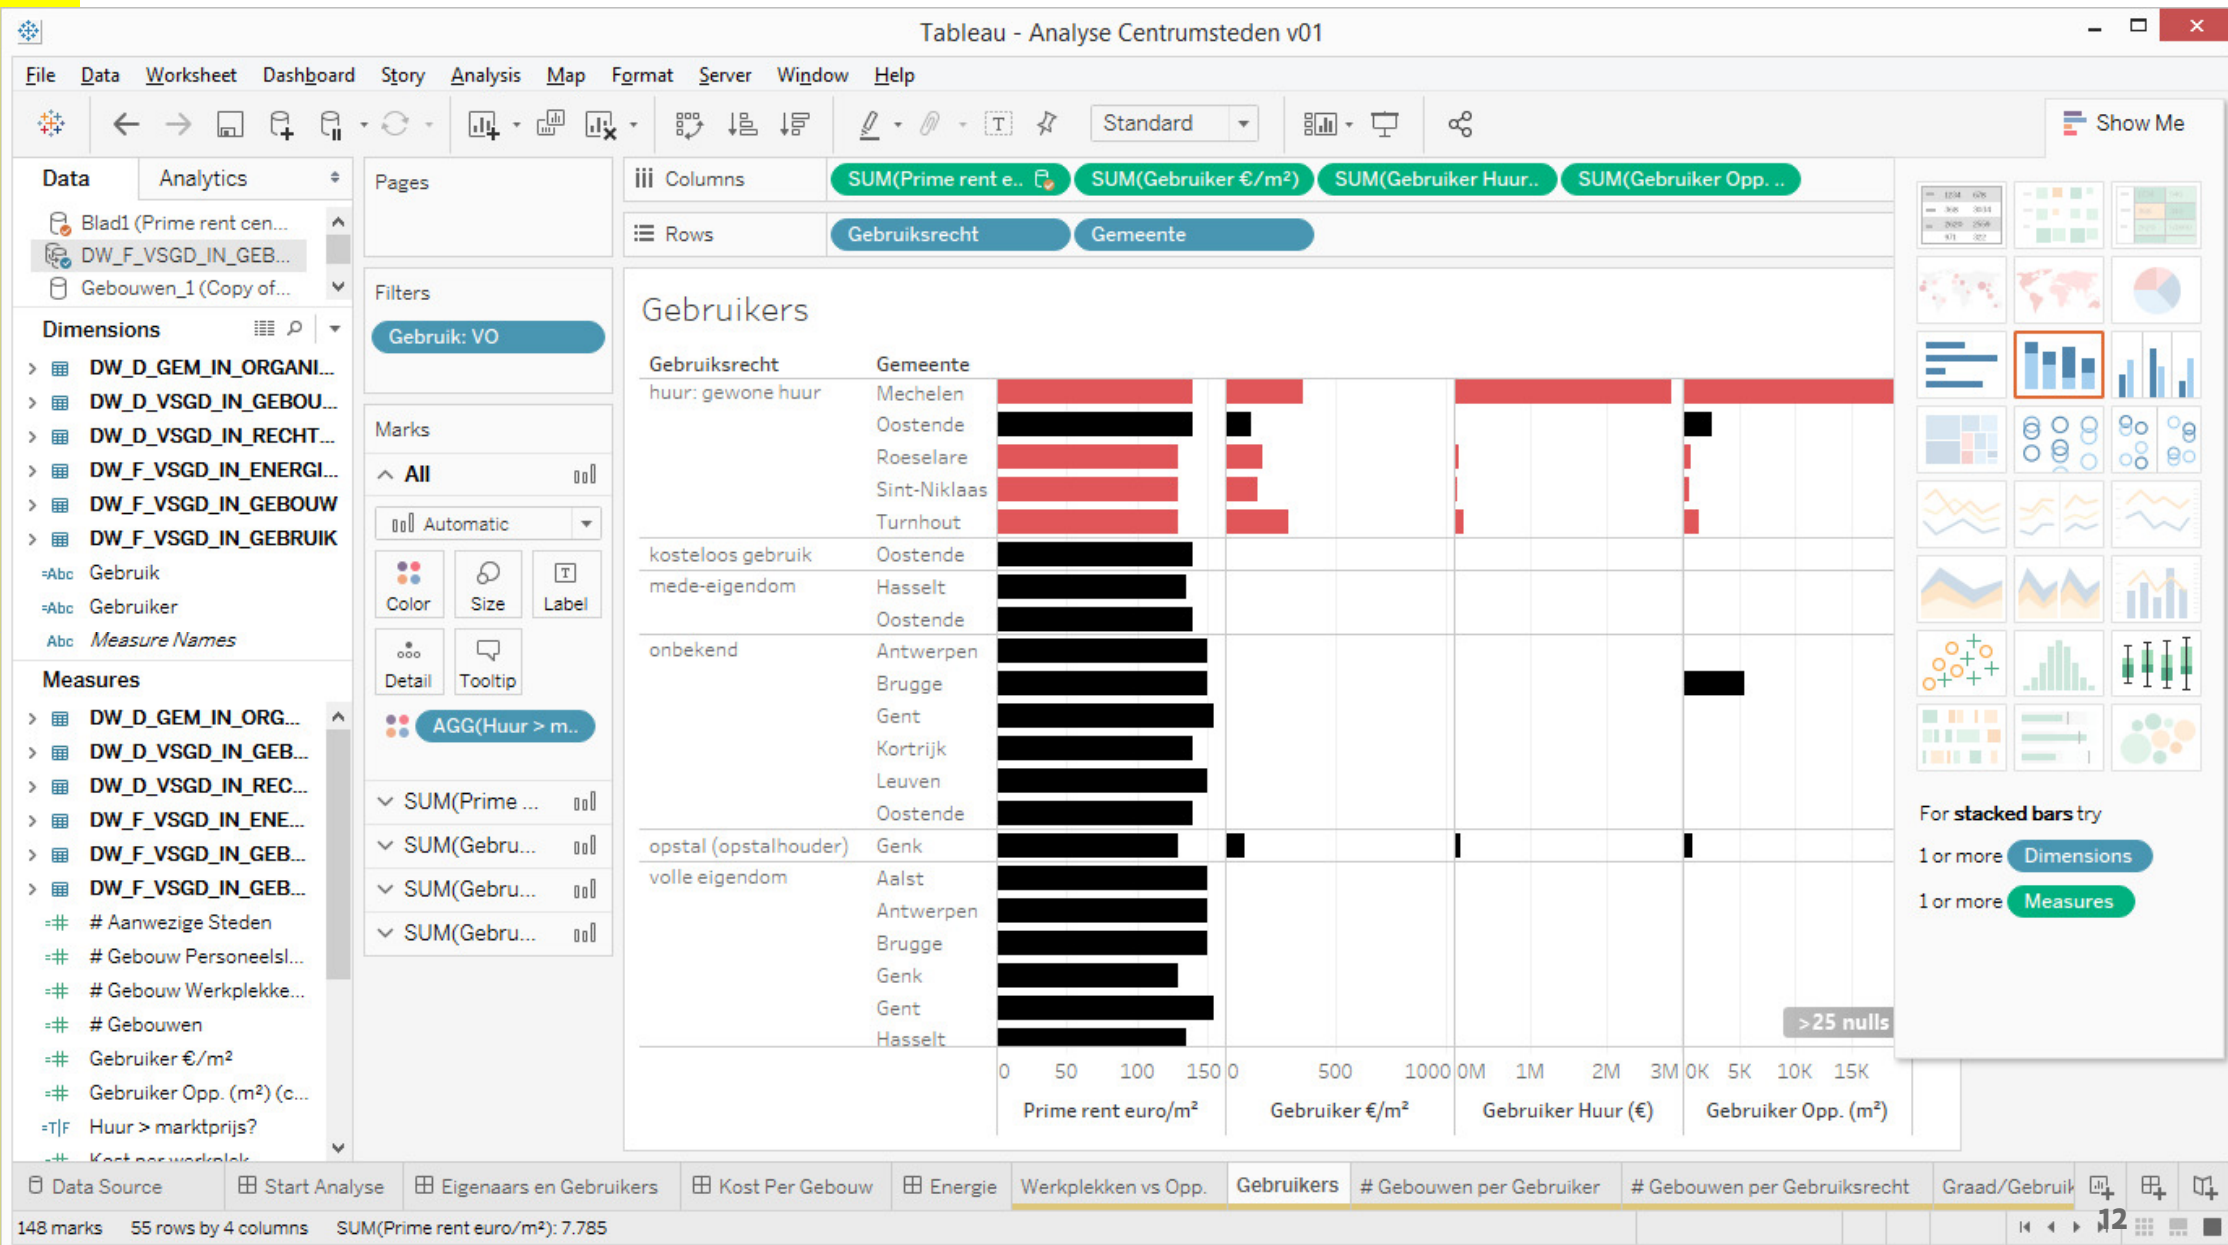 Tableau - Analyse Centrumsteden v01
File Data Worksheet Dashboard Story Analysis Map Format Server Window Help
Standard
Show Me
Data Analytics
Blad1 (Prime rent cen...
DW_F_VSGD_IN_GEB...
Gebouwen_1 (Copy of...
Dimensions
DW_D_GEM_IN_ORGANI...
DW_D_VSGD_IN_GEBOU...
DW_D_VSGD_IN_RECHT...
DW_F_VSGD_IN_ENERGI...
DW_F_VSGD_IN_GEBOUW
DW_F_VSGD_IN_GEBRUIK
=Abc Gebruik
=Abc Gebruiker
Abc Measure Names
Measures
DW_D_GEM_IN_ORG...
DW_D_VSGD_IN_GEB...
DW_D_VSGD_IN_REC...
DW_F_VSGD_IN_ENE...
DW_F_VSGD_IN_GEB...
DW_F_VSGD_IN_GEB...
=# # Aanwezige Steden
=# # Gebouw Personeelsl...
=# # Gebouw Werkplekke...
=# # Gebouwen
=# Gebruiker €/m²
=# Gebruiker Opp. (m²) (c...
=T|F Huur > marktprijs?
=# Kost per werkplek
Pages
Filters
Gebruik: VO
Marks
All
Automatic
Color Size Label
Detail Tooltip
AGG(Huur > m..
SUM(Prime ...
SUM(Gebru...
SUM(Gebru...
SUM(Gebru...
Columns SUM(Prime rent e.. SUM(Gebruiker €/m²) SUM(Gebruiker Huur.. SUM(Gebruiker Opp. ..
Rows Gebruiksrecht Gemeente
Gebruikers
Gebruiksrecht Gemeente
huur: gewone huur Mechelen
Oostende
Roeselare
Sint-Niklaas
Turnhout
kosteloos gebruik Oostende
mede-eigendom Hasselt
Oostende
onbekend Antwerpen
Brugge
Gent
Kortrijk
Leuven
Oostende
opstal (opstalhouder) Genk
volle eigendom Aalst
Antwerpen
Brugge
Genk
Gent
Hasselt
>25 nulls
0 50 100 150 0 500 1000 0M 1M 2M 3M 0K 5K 10K 15K
Prime rent euro/m² Gebruiker €/m² Gebruiker Huur (€) Gebruiker Opp. (m²)
For stacked bars try
1 or more Dimensions
1 or more Measures
Data Source Start Analyse Eigenaars en Gebruikers Kost Per Gebouw Energie Werkplekken vs Opp. Gebruikers # Gebouwen per Gebruiker # Gebouwen per Gebruiksrecht Graad/Gebruik
148 marks 55 rows by 4 columns SUM(Prime rent euro/m²): 7.785
12